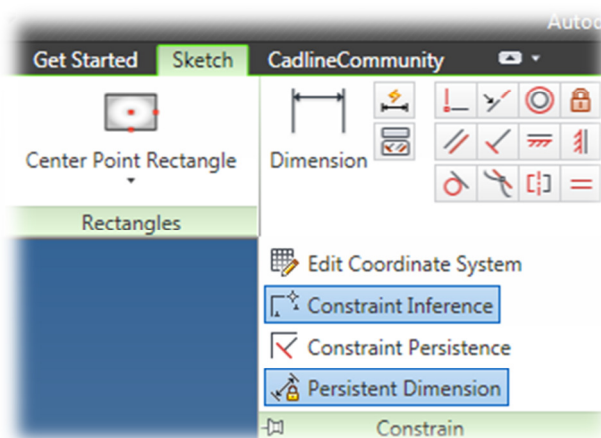 Autod
Get Started Sketch CadlineCommunity
Center Point Rectangle
Dimension
Rectangles
Edit Coordinate System
Constraint Inference
Constraint Persistence
Persistent Dimension
Constrain